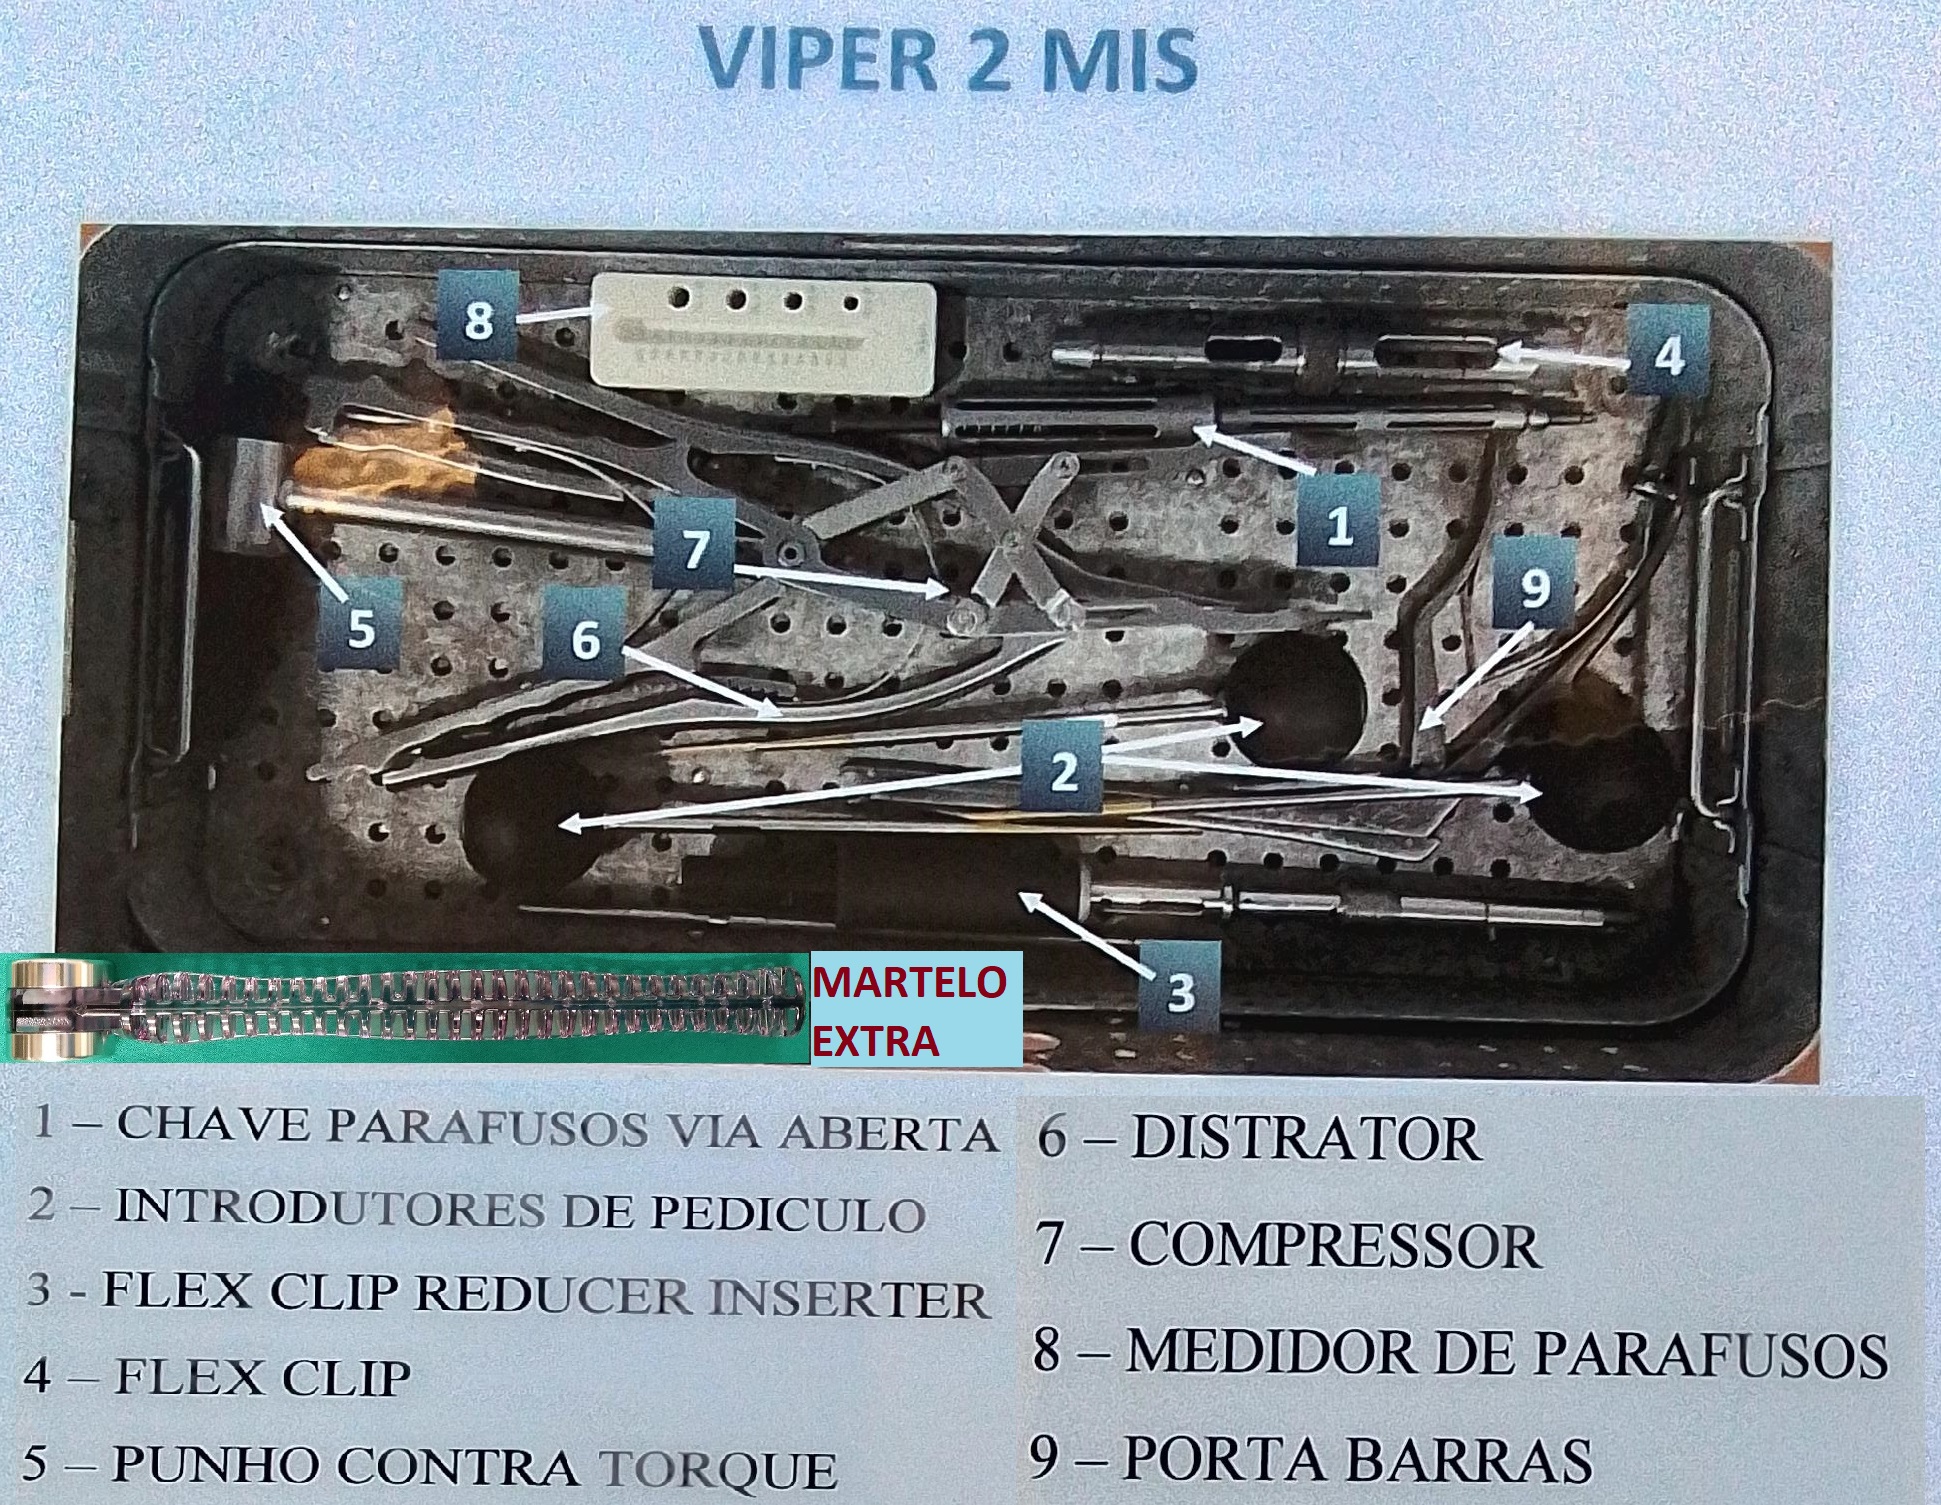 VIPER 2 MIS
8
4
1
7
9
5
6
2
3
MARTELO
EXTRA
1 – CHAVE PARAFUSOS VIA ABERTA
2 – INTRODUTORES DE PEDICULO
3 - FLEX CLIP REDUCER INSERTER
4 – FLEX CLIP
5 – PUNHO CONTRA TORQUE
6 – DISTRATOR
7 – COMPRESSOR
8 – MEDIDOR DE PARAFUSOS
9 – PORTA BARRAS